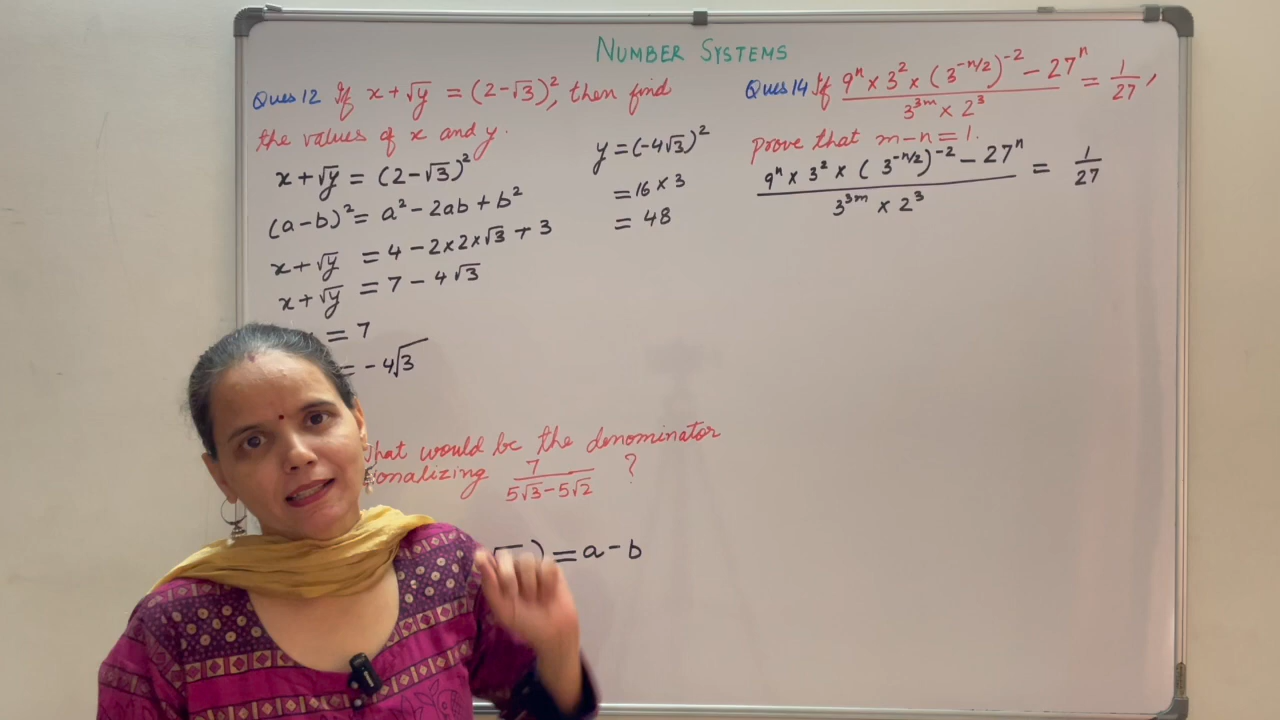 NUMBER SYSTEMS
Ques 12 If x + √y = (2-√3)², then find
the values of x and y.
x + √y = (2-√3)²
(a-b)² = a² - 2ab + b²
x + √y = 4 - 2×2×√3 + 3
x + √y = 7 - 4√3
= 7
= -4√3
y = (-4√3)²
= 16 × 3
= 48
What would be the denominator
7/(5√3-5√2) ?
) = a - b
Ques 14 If (9ⁿ × 3² × (3^(-n/2))^(-2) - 27ⁿ)/(3^(3m) × 2³) = 1/27,
prove that m-n = 1.
(9ⁿ × 3² × (3^(-n/2))^(-2) - 27ⁿ)/(3^(3m) × 2³) = 1/27